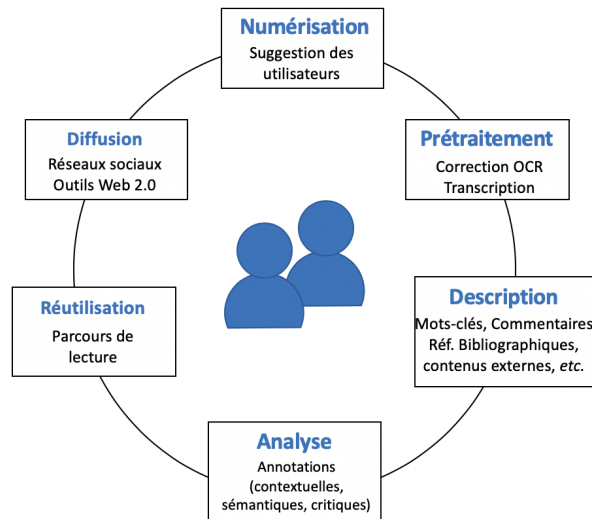 Numérisation
Suggestion des
utilisateurs
Prétraitement
Correction OCR
Transcription
Description
Mots-clés, Commentaires
Réf. Bibliographiques,
contenus externes, etc.
Analyse
Annotations
(contextuelles,
sémantiques, critiques)
Réutilisation
Parcours de
lecture
Diffusion
Réseaux sociaux
Outils Web 2.0